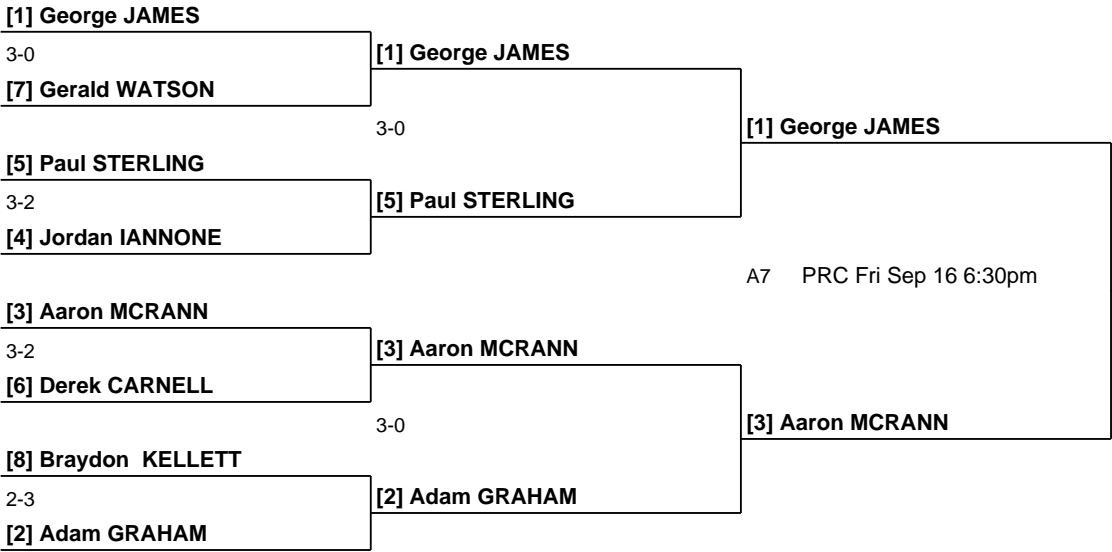 [1] George JAMES
3-0
[1] George JAMES
[7] Gerald WATSON
3-0
[1] George JAMES
[5] Paul STERLING
3-2
[5] Paul STERLING
[4] Jordan IANNONE
A7 PRC Fri Sep 16 6:30pm
[3] Aaron MCRANN
3-2
[3] Aaron MCRANN
[6] Derek CARNELL
3-0
[3] Aaron MCRANN
[8] Braydon  KELLETT
2-3
[2] Adam GRAHAM
[2] Adam GRAHAM